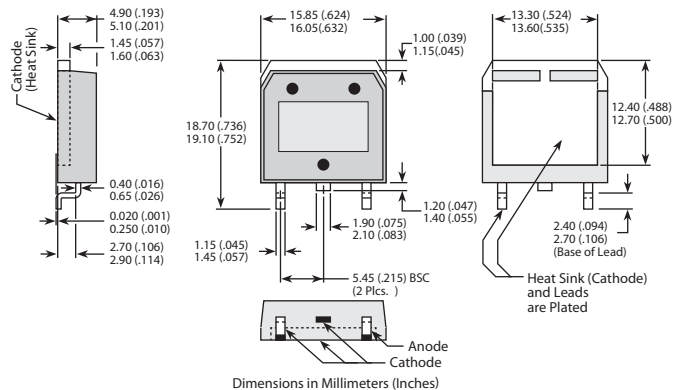 4.90 (.193)
5.10 (.201)
1.45 (.057)
1.60 (.063)
Cathode
(Heat Sink)
0.40 (.016)
0.65 (.026)
0.020 (.001)
0.250 (.010)
2.70 (.106)
2.90 (.114)
15.85 (.624)
16.05(.632)
1.00 (.039)
1.15(.045)
18.70 (.736)
19.10 (.752)
1.20 (.047)
1.40 (.055)
1.90 (.075)
2.10 (.083)
1.15 (.045)
1.45 (.057)
5.45 (.215) BSC
(2 Plcs. )
13.30 (.524)
13.60(.535)
12.40 (.488)
12.70 (.500)
2.40 (.094)
2.70 (.106)
(Base of Lead)
Heat Sink (Cathode)
and Leads
are Plated
Anode
Cathode
Dimensions in Millimeters (Inches)